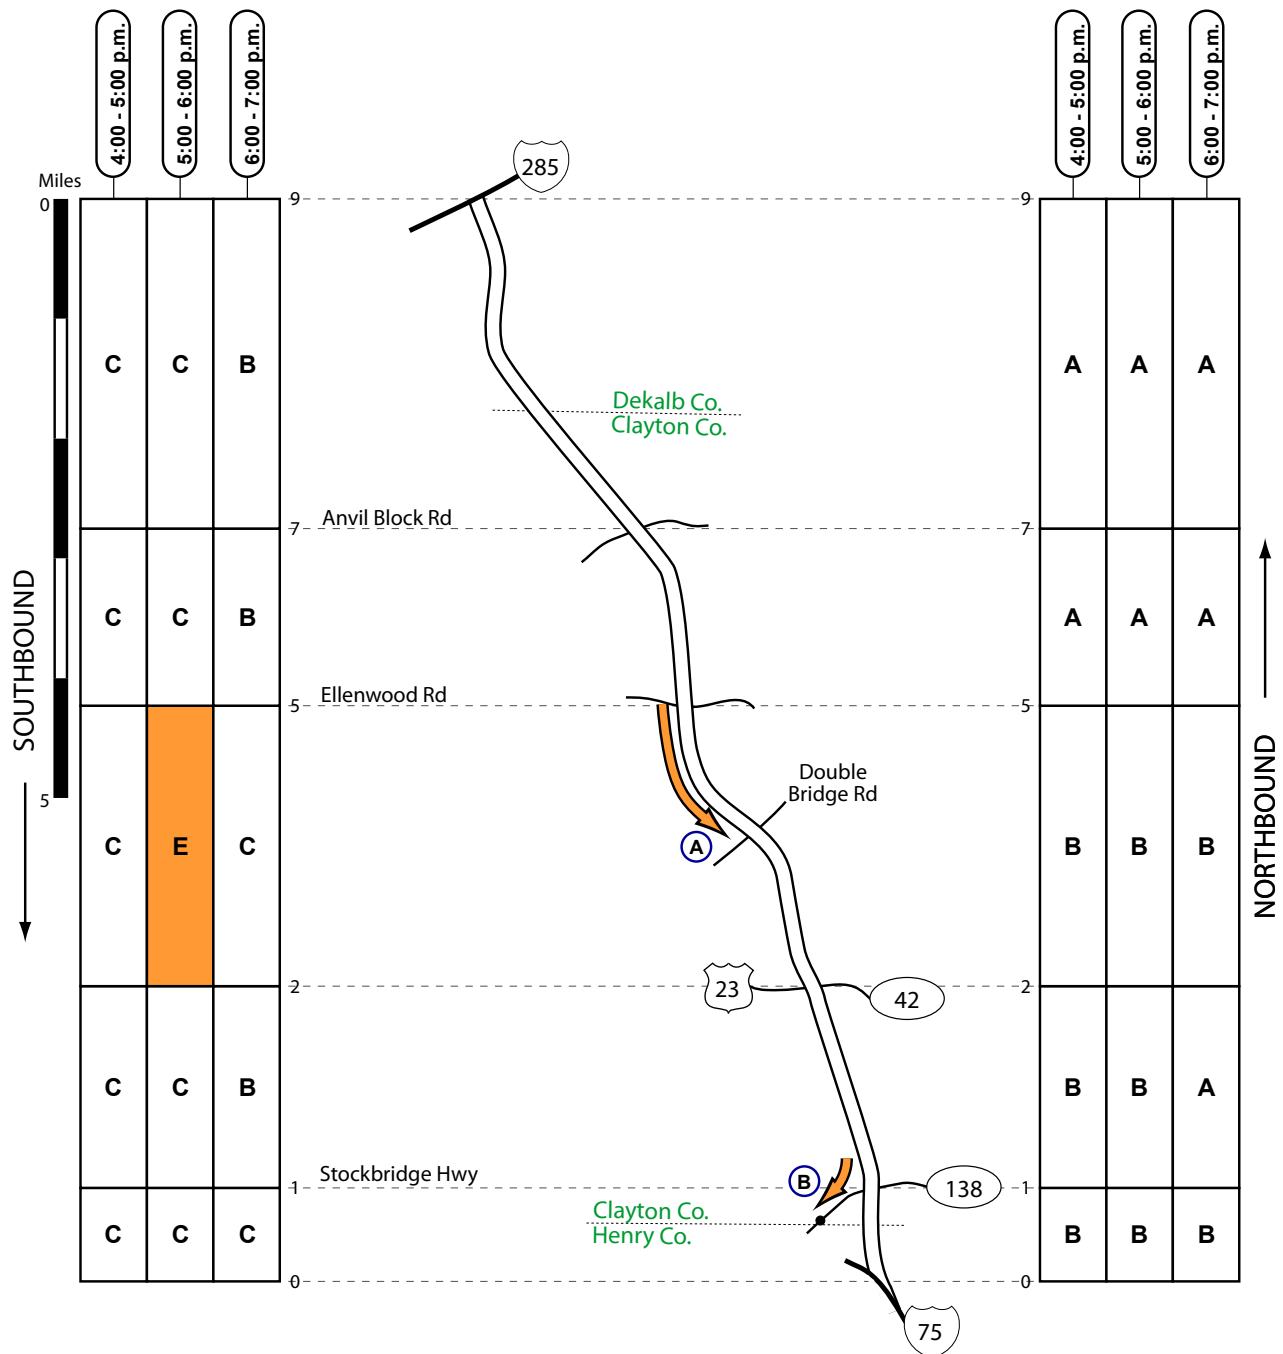 4:00 - 5:00 p.m.
5:00 - 6:00 p.m.
6:00 - 7:00 p.m.
4:00 - 5:00 p.m.
5:00 - 6:00 p.m.
6:00 - 7:00 p.m.
285
Miles
0
9
9
C
C
B
A
A
A
Dekalb Co.
Clayton Co.
Anvil Block Rd
7
7
C
C
B
A
A
A
SOUTHBOUND
NORTHBOUND
Ellenwood Rd
5
5
5
Double
Bridge Rd
C
E
C
A
B
B
B
2
23
42
2
C
C
B
B
B
A
Stockbridge Hwy
1
B
138
1
Clayton Co.
Henry Co.
C
C
C
B
B
B
0
0
75